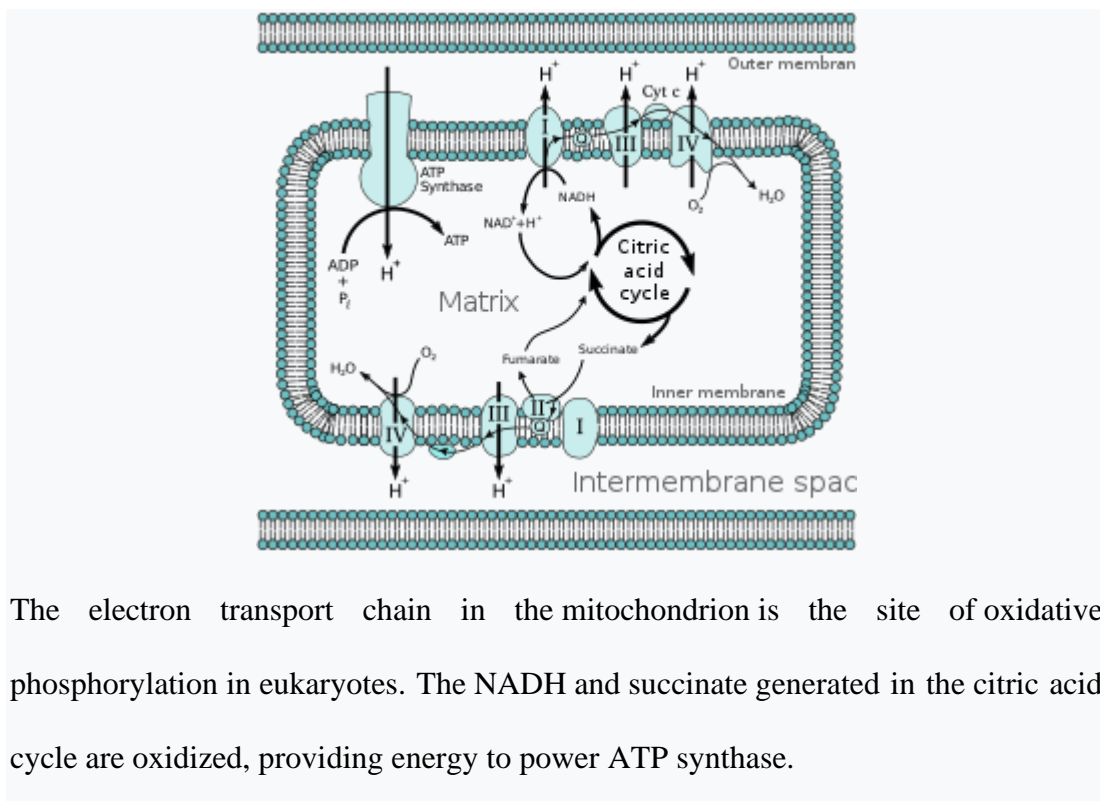 Outer membran
H+
H+
H+
Cyt c
I
Q
III
IV
ATP
Synthase
NADH
O2
H2O
NAD++H+
ATP
Citric
acid
cycle
ADP
+
Pi
H+
Matrix
Fumarate
Succinate
O2
H2O
Inner membrane
IV
III
II
Q
I
H+
H+
Intermembrane spac
The electron transport chain in the mitochondrion is the site of oxidative
phosphorylation in eukaryotes. The NADH and succinate generated in the citric acid
cycle are oxidized, providing energy to power ATP synthase.